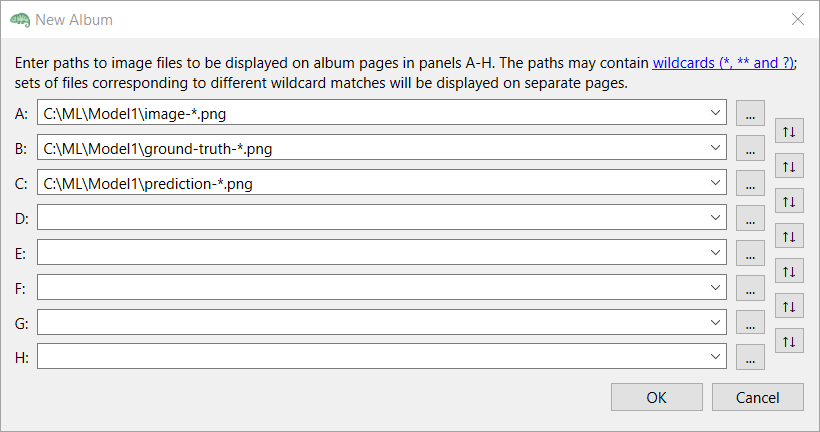 New Album
Enter paths to image files to be displayed on album pages in panels A-H. The paths may contain wildcards (*, ** and ?);
sets of files corresponding to different wildcard matches will be displayed on separate pages.
A: C:\ML\Model1\image-*.png ...
↑↓
B: C:\ML\Model1\ground-truth-*.png ...
↑↓
C: C:\ML\Model1\prediction-*.png ...
↑↓
D: ...
↑↓
E: ...
↑↓
F: ...
↑↓
G: ...
↑↓
H: ...
OK Cancel